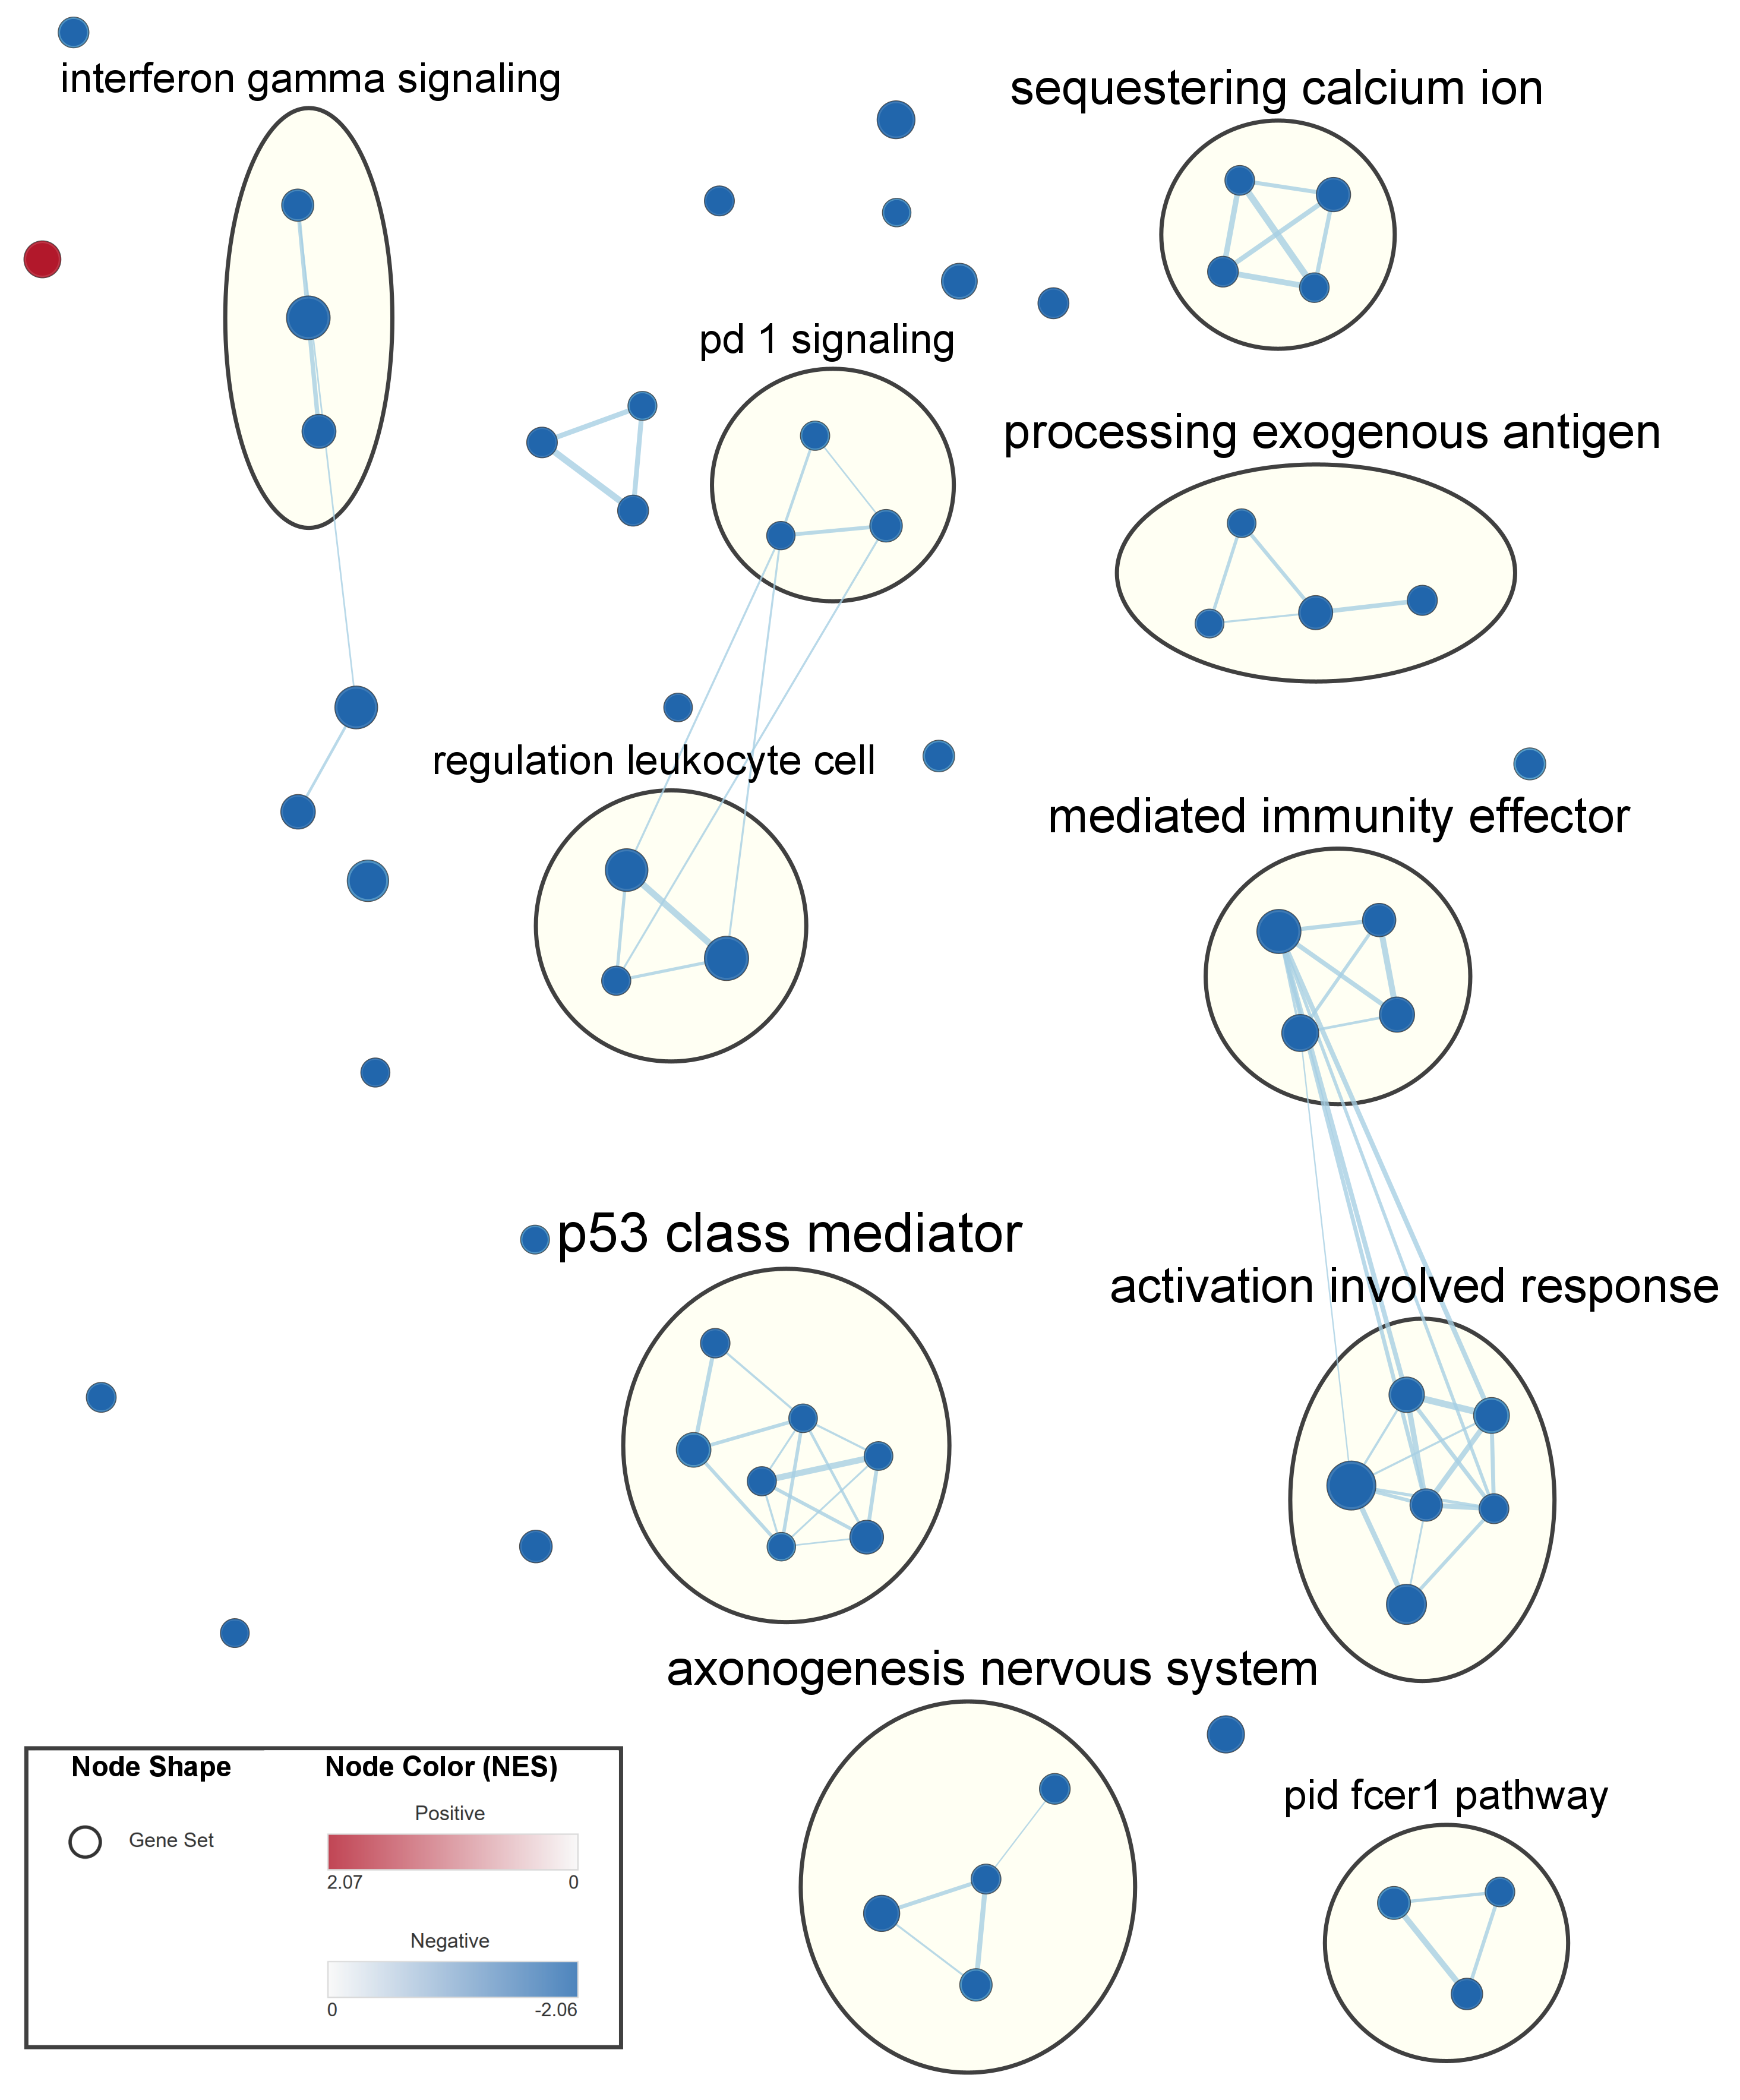 interferon gamma signaling
sequestering calcium ion
pd 1 signaling
processing exogenous antigen
regulation leukocyte cell
mediated immunity effector
p53 class mediator
activation involved response
axonogenesis nervous system
pid fcer1 pathway
Node Shape
Node Color (NES)
Positive
Gene Set
2.07
0
Negative
0
-2.06